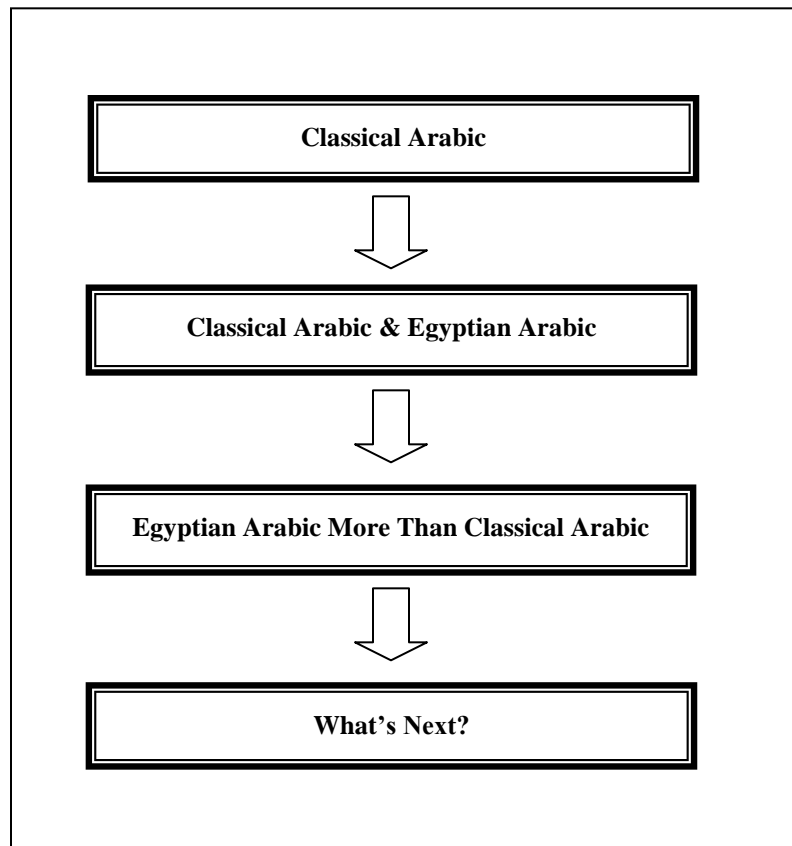 Classical Arabic
Classical Arabic & Egyptian Arabic
Egyptian Arabic More Than Classical Arabic
What’s Next?